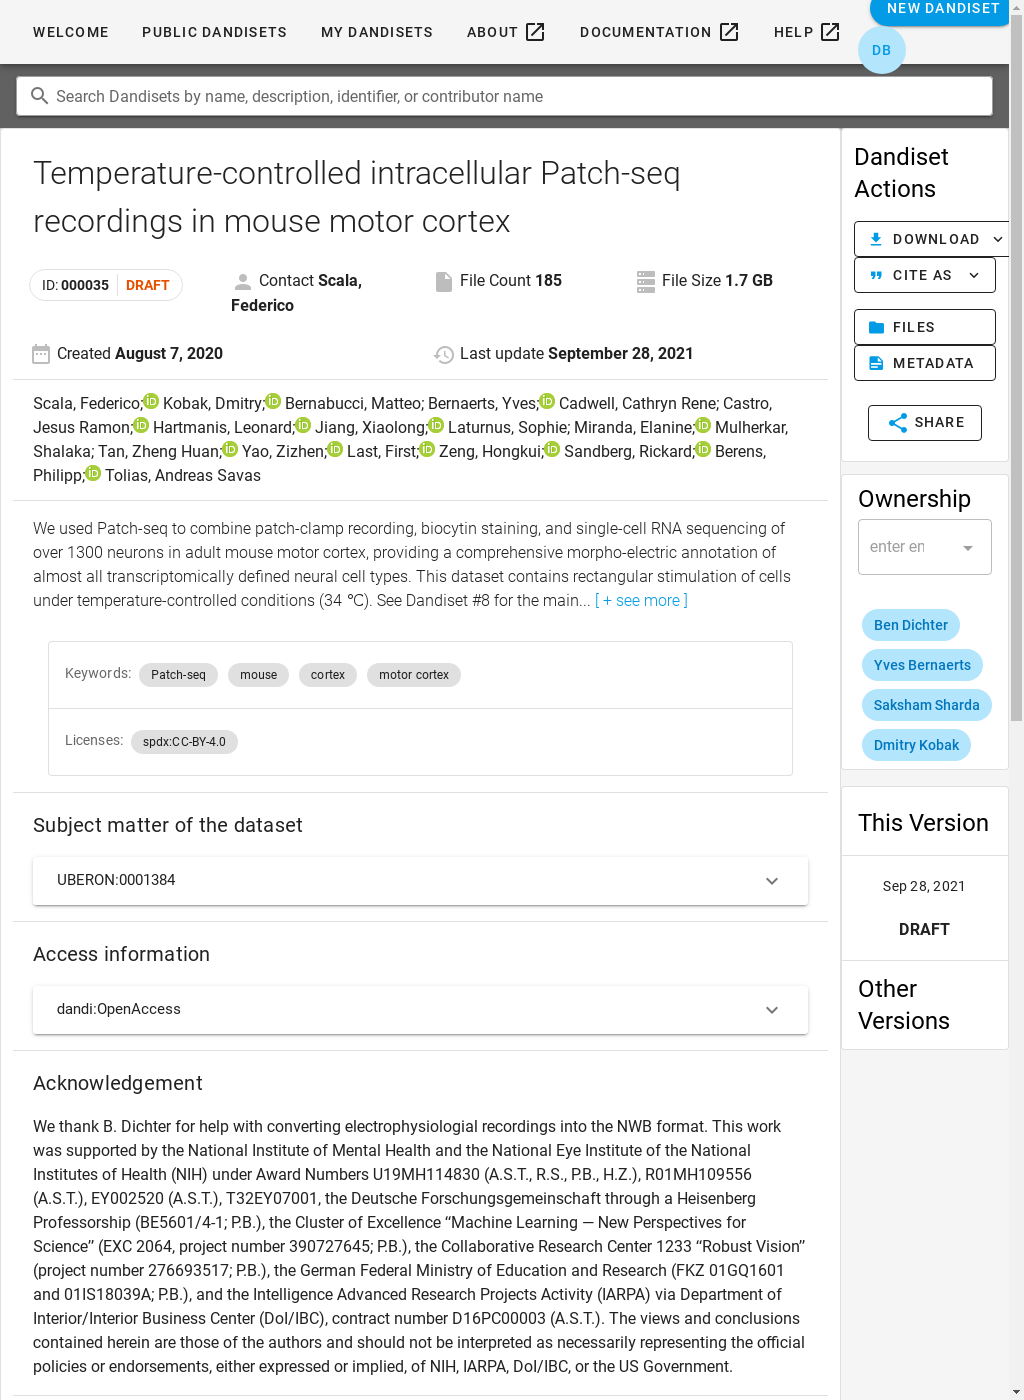 WELCOME PUBLIC DANDISETS MY DANDISETS ABOUT DOCUMENTATION HELP NEW DANDISET
DB
Search Dandisets by name, description, identifier, or contributor name
Temperature-controlled intracellular Patch-seq
recordings in mouse motor cortex
ID: 000035 DRAFT
Contact Scala,
Federico
File Count 185
File Size 1.7 GB
Created August 7, 2020
Last update September 28, 2021
Scala, Federico; Kobak, Dmitry; Bernabucci, Matteo; Bernaerts, Yves; Cadwell, Cathryn Rene; Castro,
Jesus Ramon; Hartmanis, Leonard; Jiang, Xiaolong; Laturnus, Sophie; Miranda, Elanine; Mulherkar,
Shalaka; Tan, Zheng Huan; Yao, Zizhen; Last, First; Zeng, Hongkui; Sandberg, Rickard; Berens,
Philipp; Tolias, Andreas Savas
We used Patch-seq to combine patch-clamp recording, biocytin staining, and single-cell RNA sequencing of
over 1300 neurons in adult mouse motor cortex, providing a comprehensive morpho-electric annotation of
almost all transcriptomically defined neural cell types. This dataset contains rectangular stimulation of cells
under temperature-controlled conditions (34 ℃). See Dandiset #8 for the main... [ + see more ]
Keywords: Patch-seq mouse cortex motor cortex
Licenses: spdx:CC-BY-4.0
Subject matter of the dataset
UBERON:0001384
Access information
dandi:OpenAccess
Acknowledgement
We thank B. Dichter for help with converting electrophysiologial recordings into the NWB format. This work
was supported by the National Institute of Mental Health and the National Eye Institute of the National
Institutes of Health (NIH) under Award Numbers U19MH114830 (A.S.T., R.S., P.B., H.Z.), R01MH109556
(A.S.T.), EY002520 (A.S.T.), T32EY07001, the Deutsche Forschungsgemeinschaft through a Heisenberg
Professorship (BE5601/4-1; P.B.), the Cluster of Excellence “Machine Learning — New Perspectives for
Science” (EXC 2064, project number 390727645; P.B.), the Collaborative Research Center 1233 “Robust Vision”
(project number 276693517; P.B.), the German Federal Ministry of Education and Research (FKZ 01GQ1601
and 01IS18039A; P.B.), and the Intelligence Advanced Research Projects Activity (IARPA) via Department of
Interior/Interior Business Center (DoI/IBC), contract number D16PC00003 (A.S.T.). The views and conclusions
contained herein are those of the authors and should not be interpreted as necessarily representing the official
policies or endorsements, either expressed or implied, of NIH, IARPA, DoI/IBC, or the US Government.
Dandiset
Actions
DOWNLOAD
CITE AS
FILES
METADATA
SHARE
Ownership
enter en
Ben Dichter
Yves Bernaerts
Saksham Sharda
Dmitry Kobak
This Version
Sep 28, 2021
DRAFT
Other
Versions